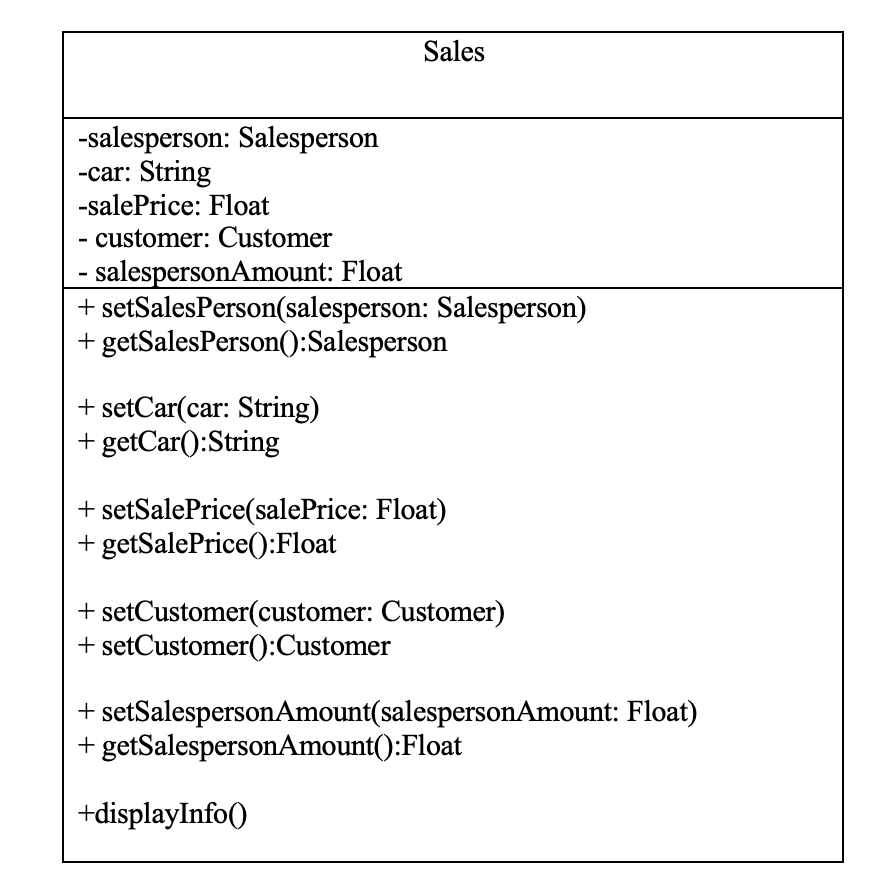 Sales
-salesperson: Salesperson
-car: String
-salePrice: Float
- customer: Customer
- salespersonAmount: Float
+ setSalesPerson(salesperson: Salesperson)
+ getSalesPerson():Salesperson
+ setCar(car: String)
+ getCar():String
+ setSalePrice(salePrice: Float)
+ getSalePrice():Float
+ setCustomer(customer: Customer)
+ setCustomer():Customer
+ setSalespersonAmount(salespersonAmount: Float)
+ getSalespersonAmount():Float
+displayInfo()